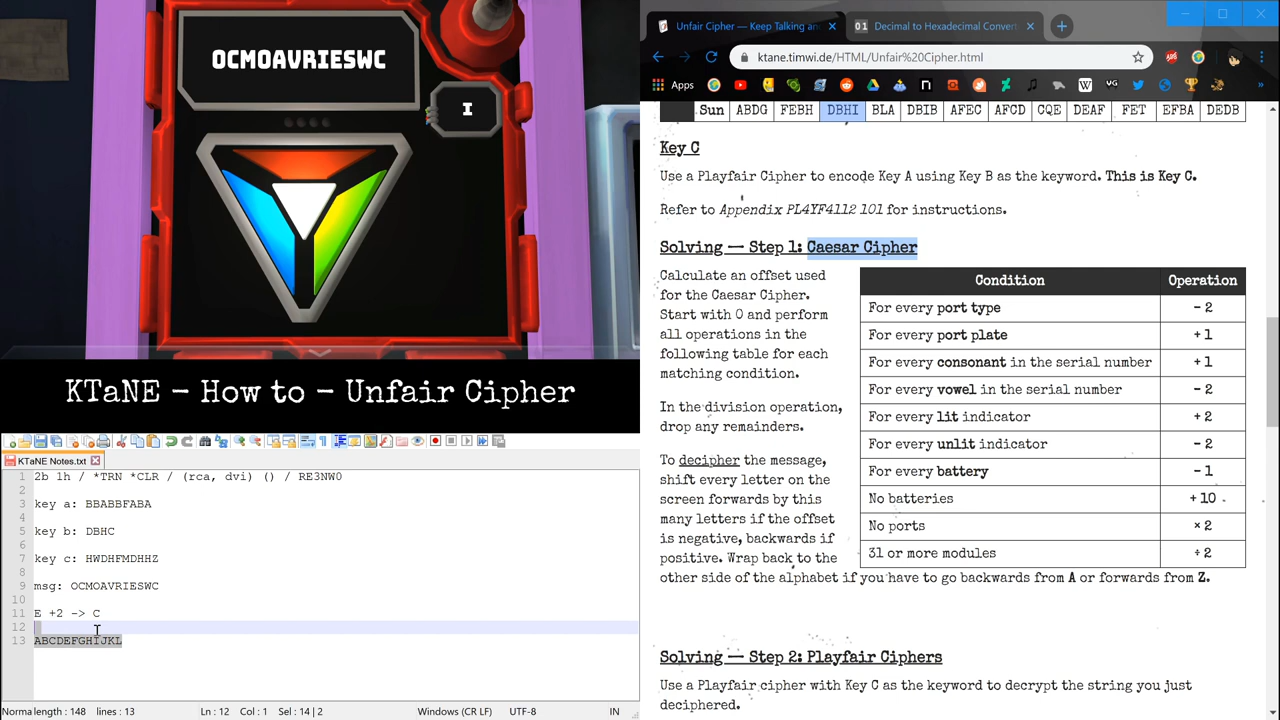 OCMOAVRIESWC
I
KTaNE – How to – Unfair Cipher
KTaNE Notes.txt
1 2b 1h / *TRN *CLR / (rca, dvi) () / RE3NW0
2
3 key a: BBABBFABA
4
5 key b: DBHC
6
7 key c: HWDHFMDHHZ
8
9 msg: OCMOAVRIESWC
10
11 E +2 -> C
12
13 ABCDEFGHIJKL
Norma length : 148 lines : 13 Ln : 12 Col : 1 Sel : 14 | 2 Windows (CR LF) UTF-8 IN
Unfair Cipher — Keep Talking an
01 Decimal to Hexadecimal Convert
ktane.timwi.de/HTML/Unfair%20Cipher.html
Apps
Sun ABDG FEBH DBHI BLA DBIB AFEC AFCD CQE DEAF FET EFBA DEDB
Key C
Use a Playfair Cipher to encode Key A using Key B as the keyword. This is Key C.
Refer to Appendix PL4YF4112 101 for instructions.
Solving — Step 1: Caesar Cipher
Calculate an offset used
for the Caesar Cipher.
Start with 0 and perform
all operations in the
following table for each
matching condition.
In the division operation,
drop any remainders.
To decipher the message,
shift every letter on the
screen forwards by this
many letters if the offset
is negative, backwards if
positive. Wrap back to the
other side of the alphabet if you have to go backwards from A or forwards from Z.
Condition Operation
For every port type − 2
For every port plate + 1
For every consonant in the serial number + 1
For every vowel in the serial number − 2
For every lit indicator + 2
For every unlit indicator − 2
For every battery − 1
No batteries + 10
No ports × 2
31 or more modules ÷ 2
Solving — Step 2: Playfair Ciphers
Use a Playfair cipher with Key C as the keyword to decrypt the string you just
deciphered.